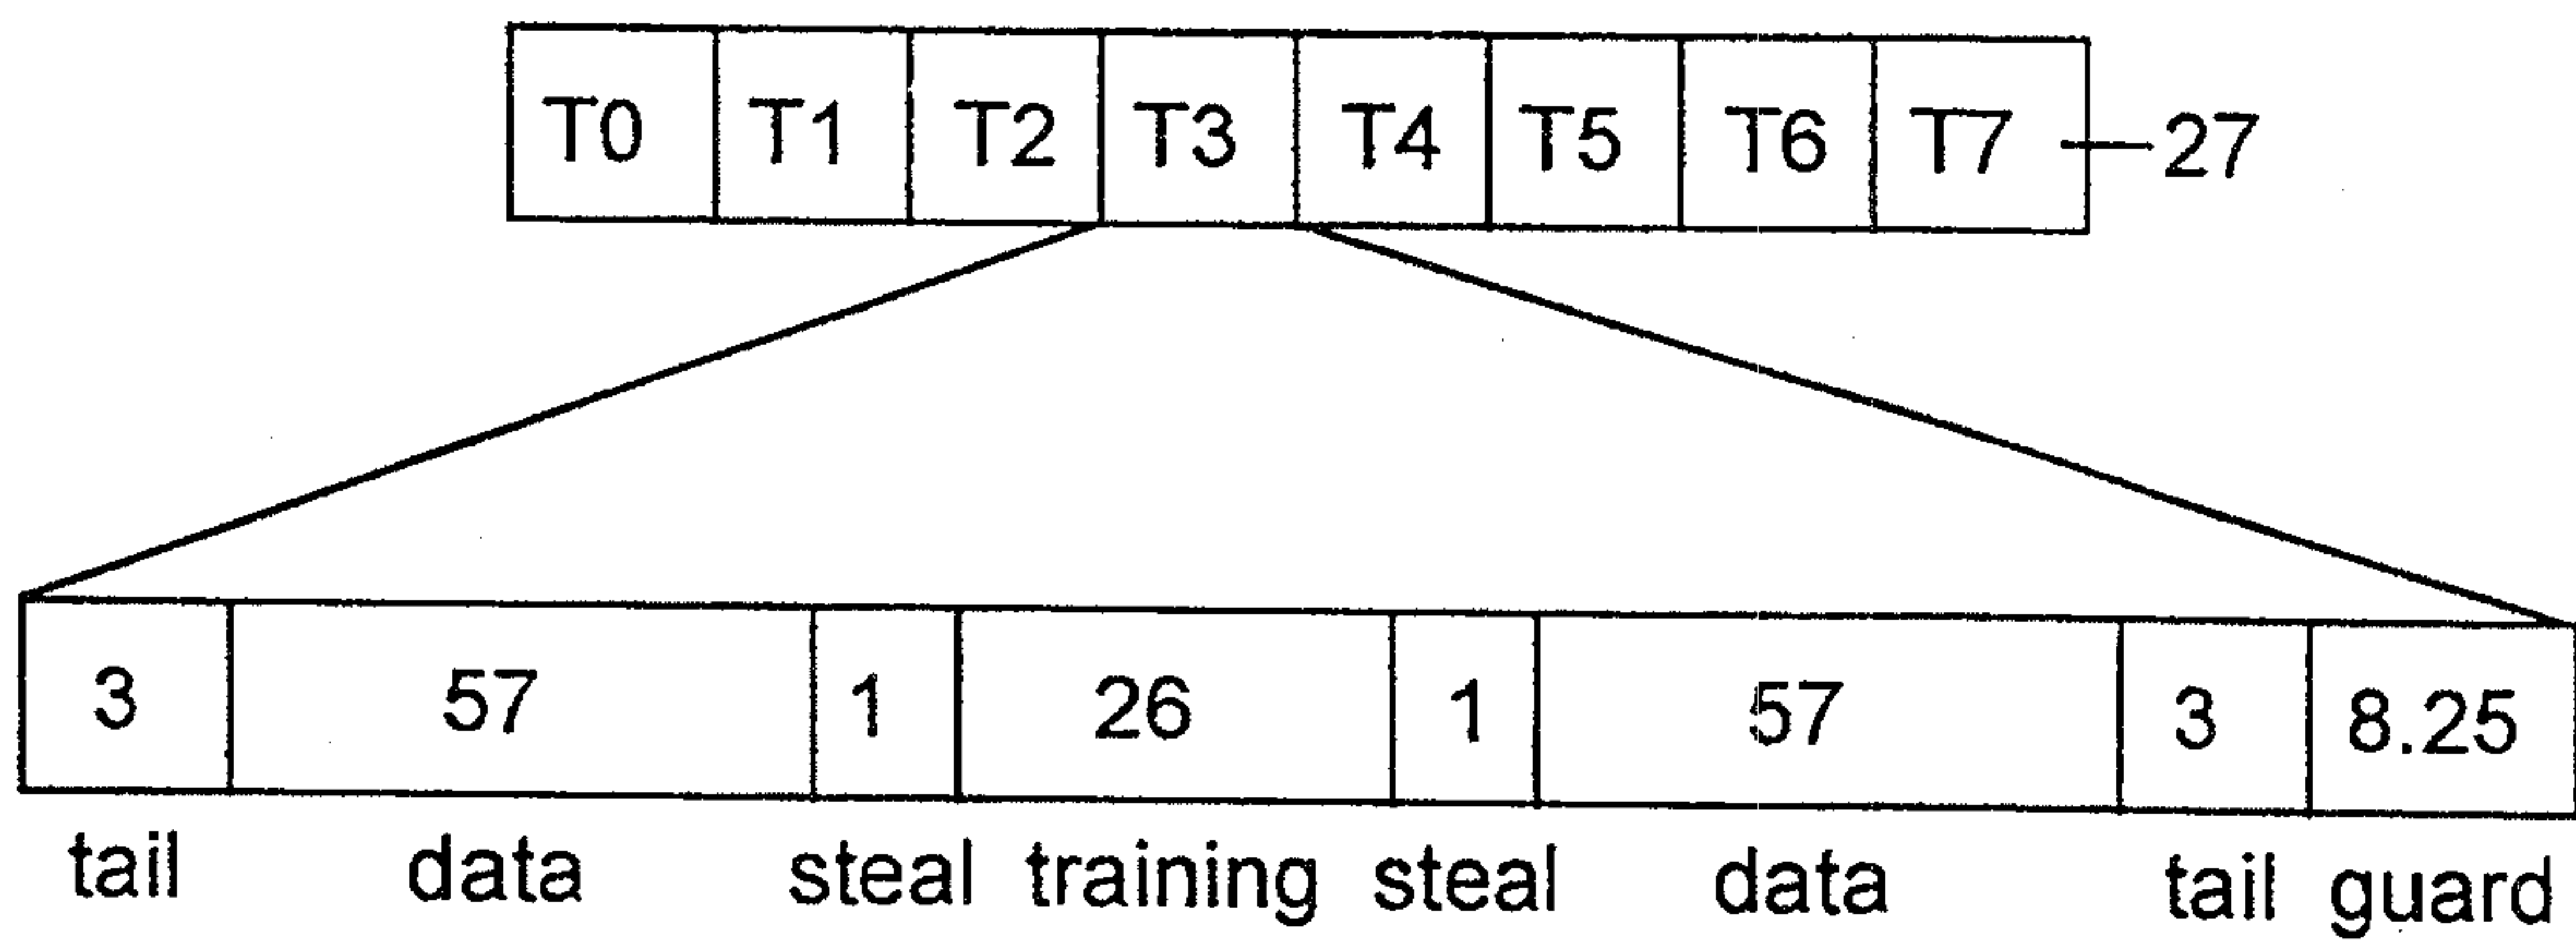 T0 T1 T2 T3 T4 T5 T6 T7 27
3 57 1 26 1 57 3 8.25
tail data steal training steal data tail guard